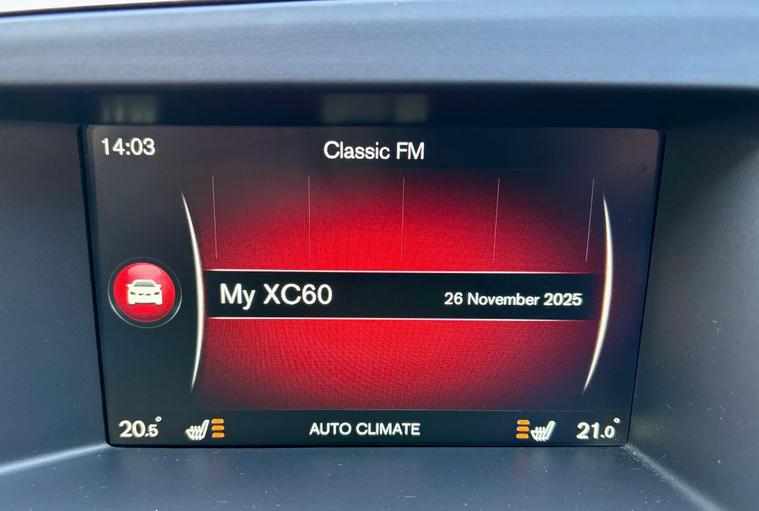 14:03
Classic FM
My XC60
26 November 2025
20.5°
AUTO CLIMATE
21.0°